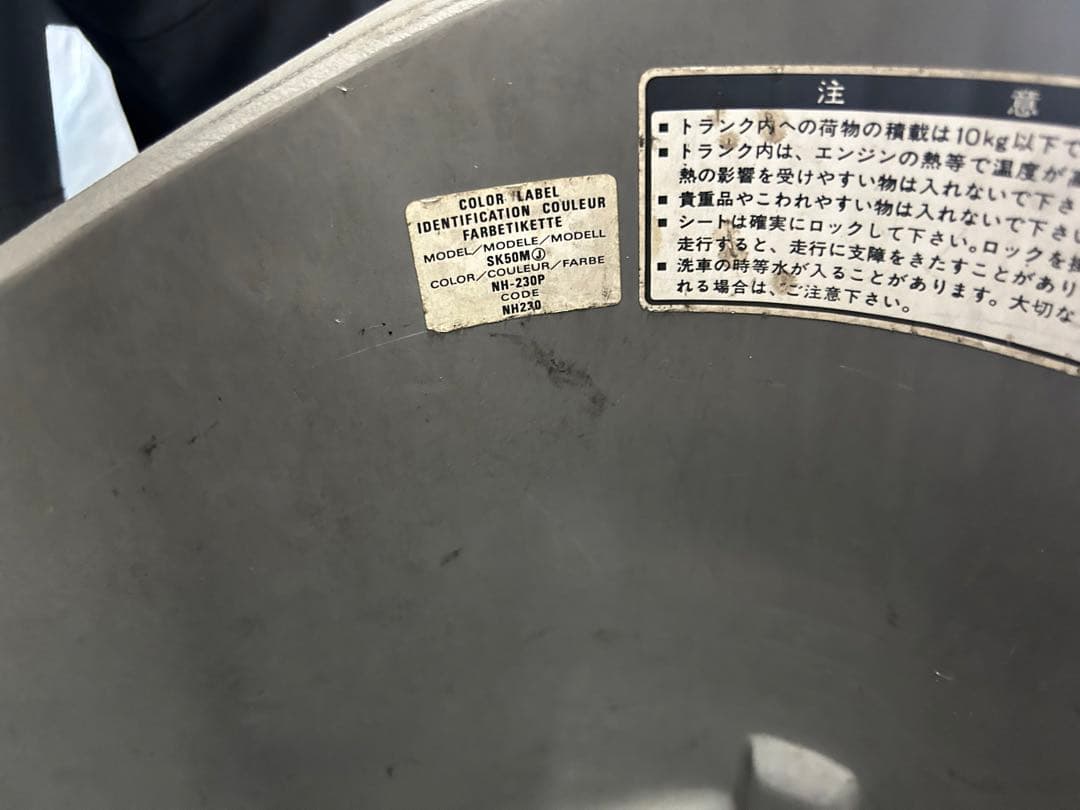 COLOR LABEL
IDENTIFICATION COULEUR
FARBETIKETTE
MODEL/MODELE/MODELL
SK50MⒿ
COLOR/COULEUR/FARBE
NH-230P
CODE
NH230
注 意
■ トランク内への荷物の積載は10kg以下で
■ トランク内は、エンジンの熱等で温度が高
熱の影響を受けやすい物は入れないで下さ
■ 貴重品やこわれやすい物は入れないで下さい
■ シートは確実にロックして下さい。ロックを
走行すると、走行に支障をきたすことがあり
■ 洗車の時等水が入ることがあります。大切な
れる場合は、ご注意下さい。